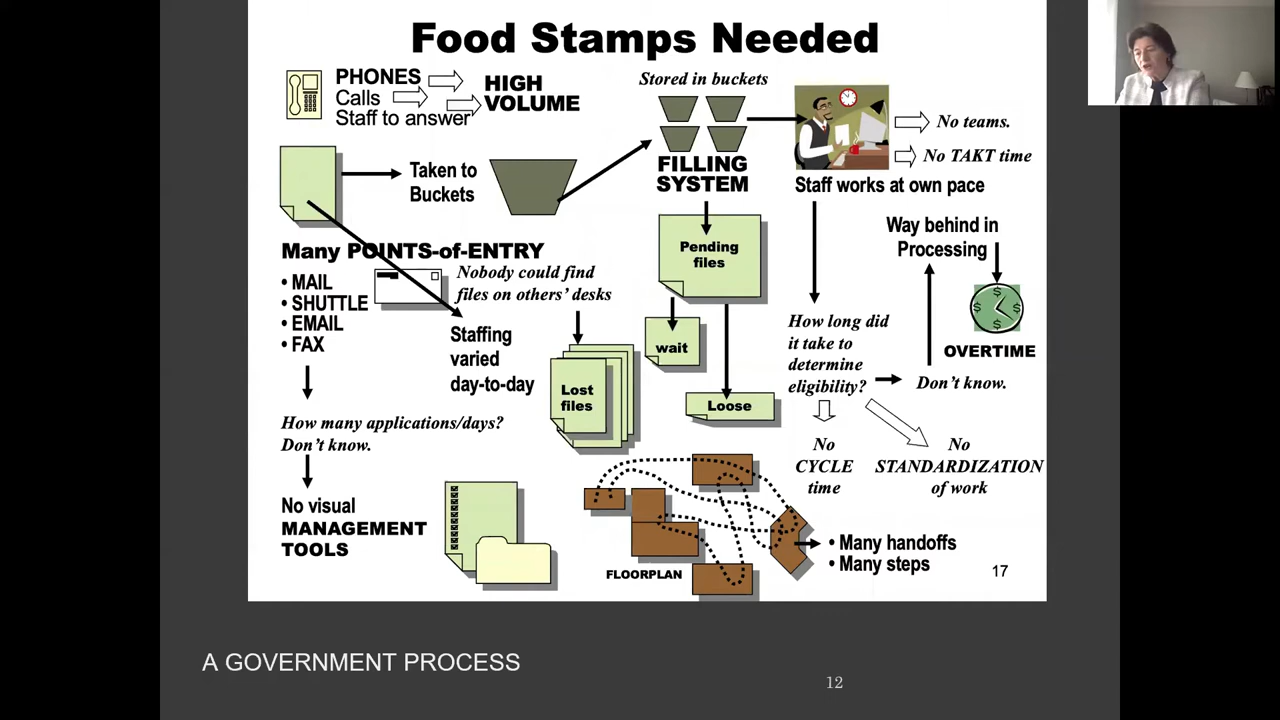 Food Stamps Needed
PHONES
Calls
Staff to answer
HIGH
VOLUME
Stored in buckets
No teams.
No TAKT time
FILLING
SYSTEM
Staff works at own pace
Taken to
Buckets
Many POINTS-of-ENTRY
• MAIL
• SHUTTLE
• EMAIL
• FAX
Nobody could find
files on others' desks
Staffing
varied
day-to-day
Pending
files
wait
Loose
Lost
files
Way behind in
Processing
$
$
$
$
OVERTIME
How long did
it take to
determine
eligibility?
Don't know.
No
CYCLE
time
No
STANDARDIZATION
of work
How many applications/days?
Don't know.
No visual
MANAGEMENT
TOOLS
FLOORPLAN
• Many handoffs
• Many steps
17
A GOVERNMENT PROCESS
12